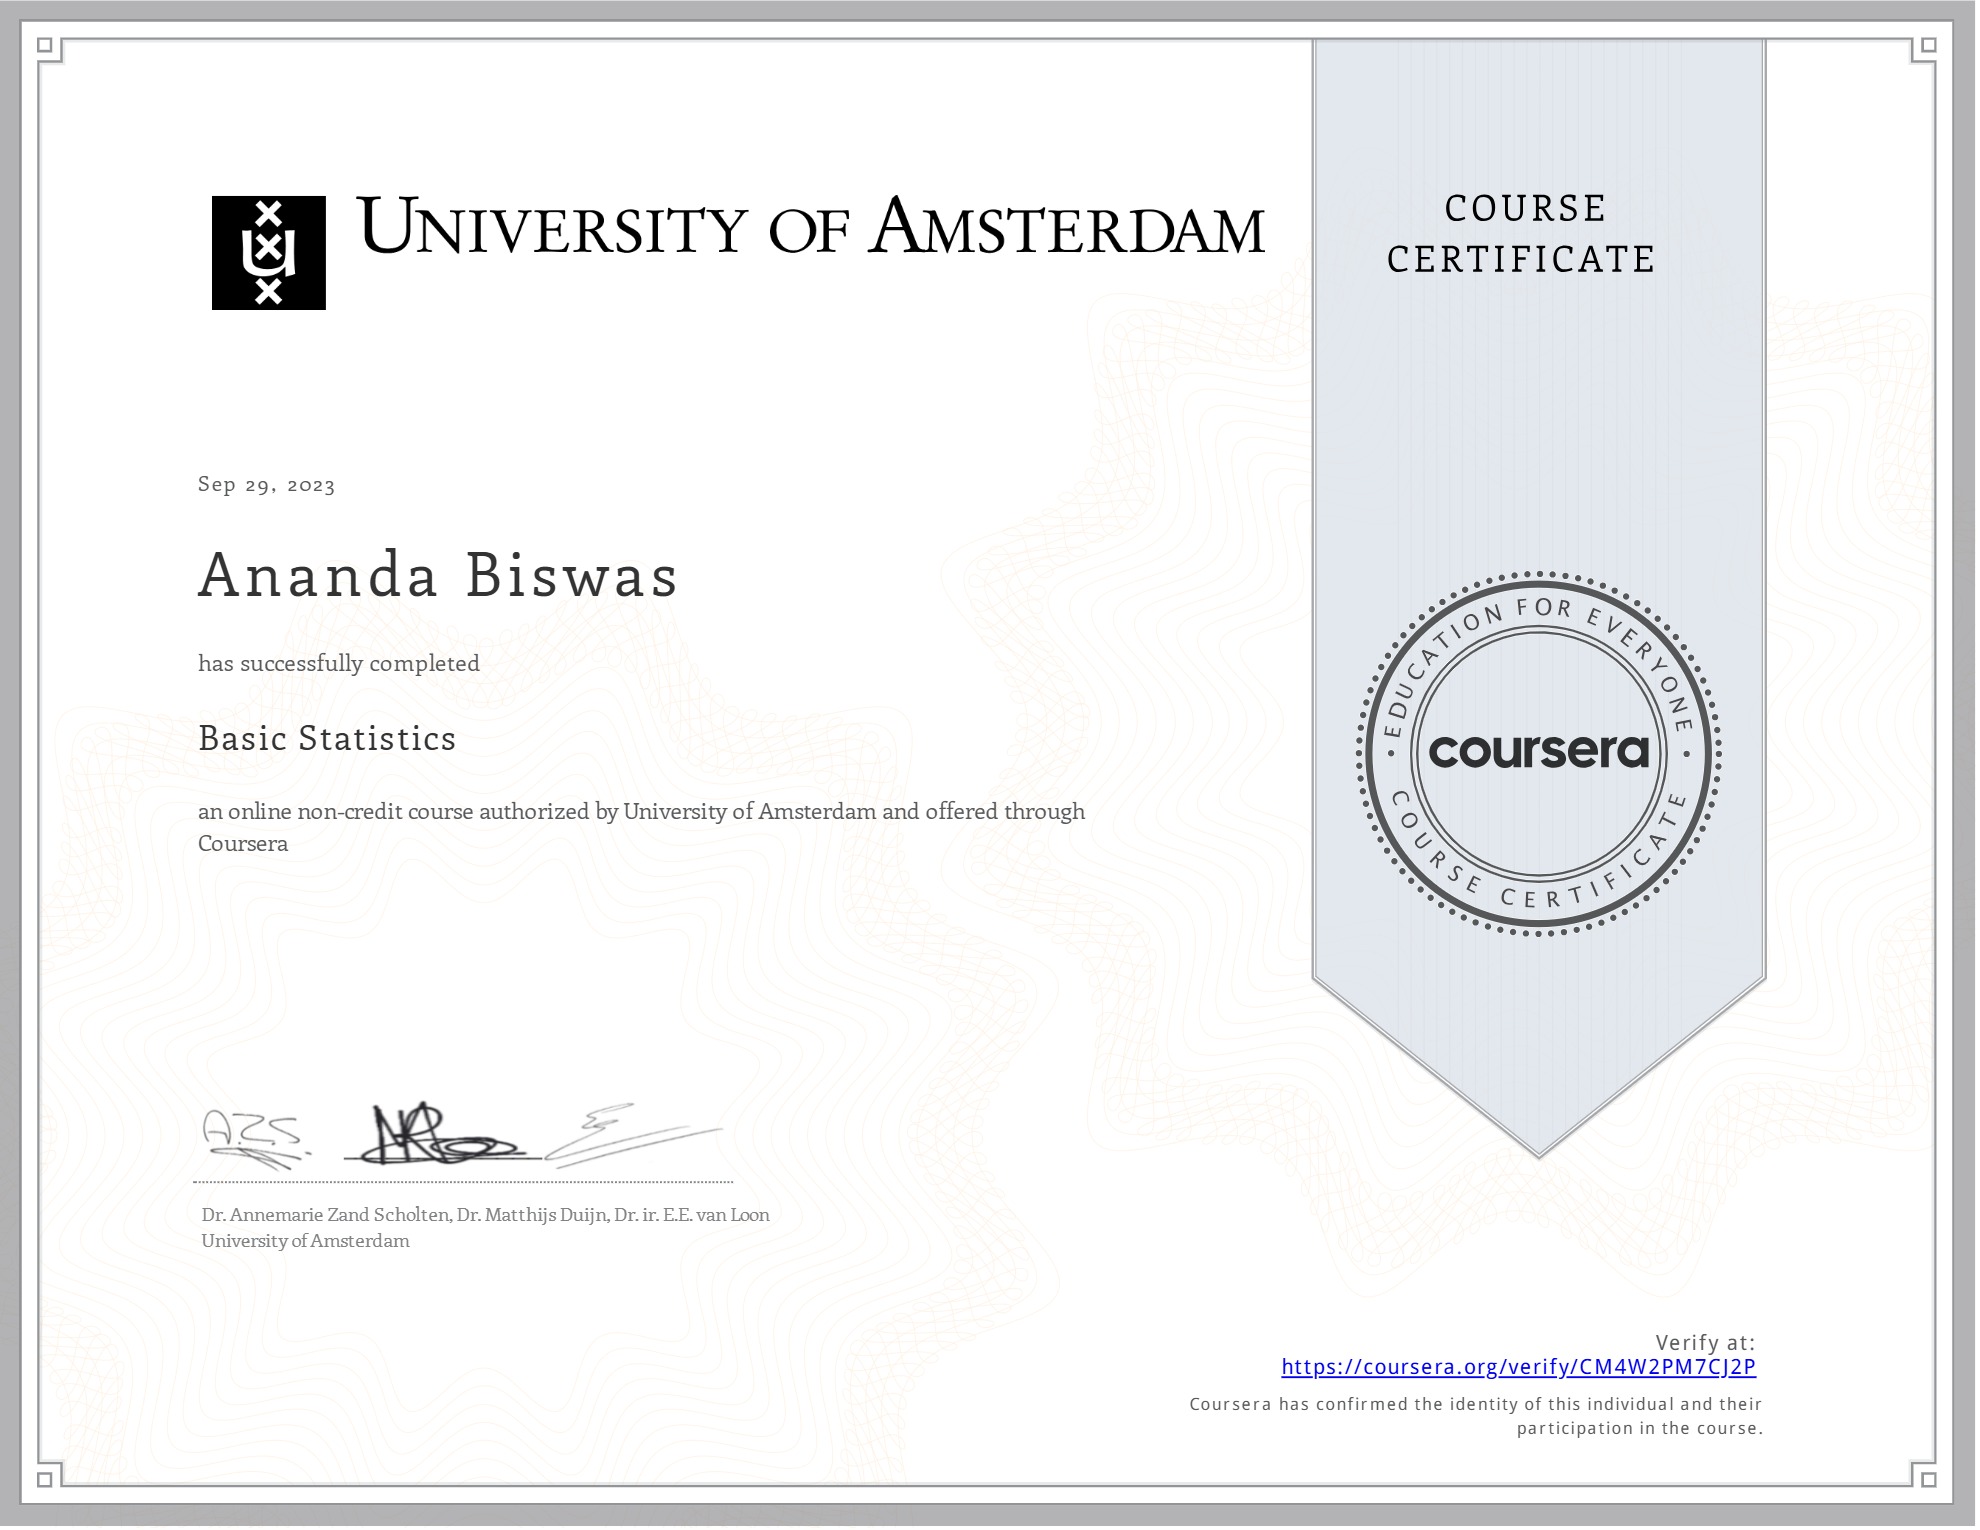 UNIVERSITY OF AMSTERDAM
COURSE
CERTIFICATE
Sep 29, 2023
Ananda Biswas
has successfully completed
Basic Statistics
an online non-credit course authorized by University of Amsterdam and offered through
Coursera
EDUCATION FOR EVERYONE
coursera
COURSE CERTIFICATE
A.Z.S.
Dr. Annemarie Zand Scholten, Dr. Matthijs Duijn, Dr. ir. E.E. van Loon
University of Amsterdam
Verify at:
https://coursera.org/verify/CM4W2PM7CJ2P
Coursera has confirmed the identity of this individual and their
participation in the course.